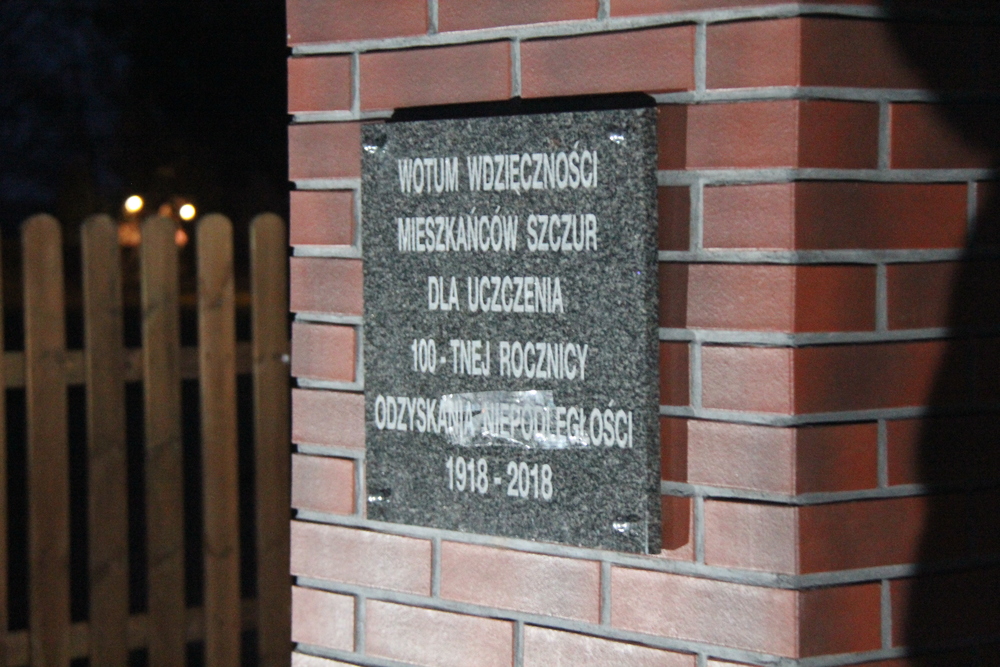 WOTUM WDZIĘCZNOŚCI
MIESZKAŃCÓW SZCZUR
DLA UCZCZENIA
100 - TNEJ ROCZNICY
ODZYSKANIA NIEPODLEGŁOŚCI
1918 - 2018